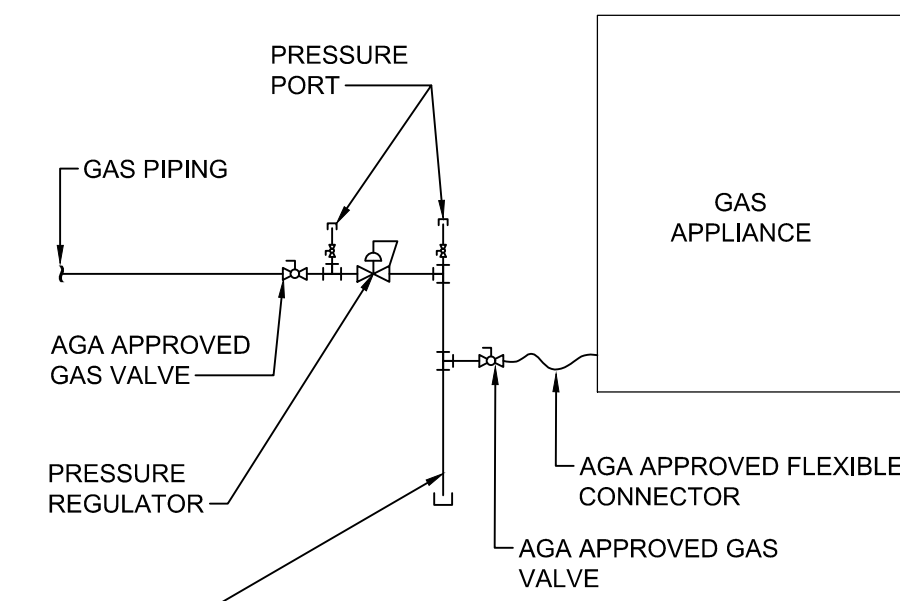 PRESSURE
PORT
GAS PIPING
GAS
APPLIANCE
AGA APPROVED
GAS VALVE
PRESSURE
REGULATOR
AGA APPROVED FLEXIBLE
CONNECTOR
AGA APPROVED GAS
VALVE